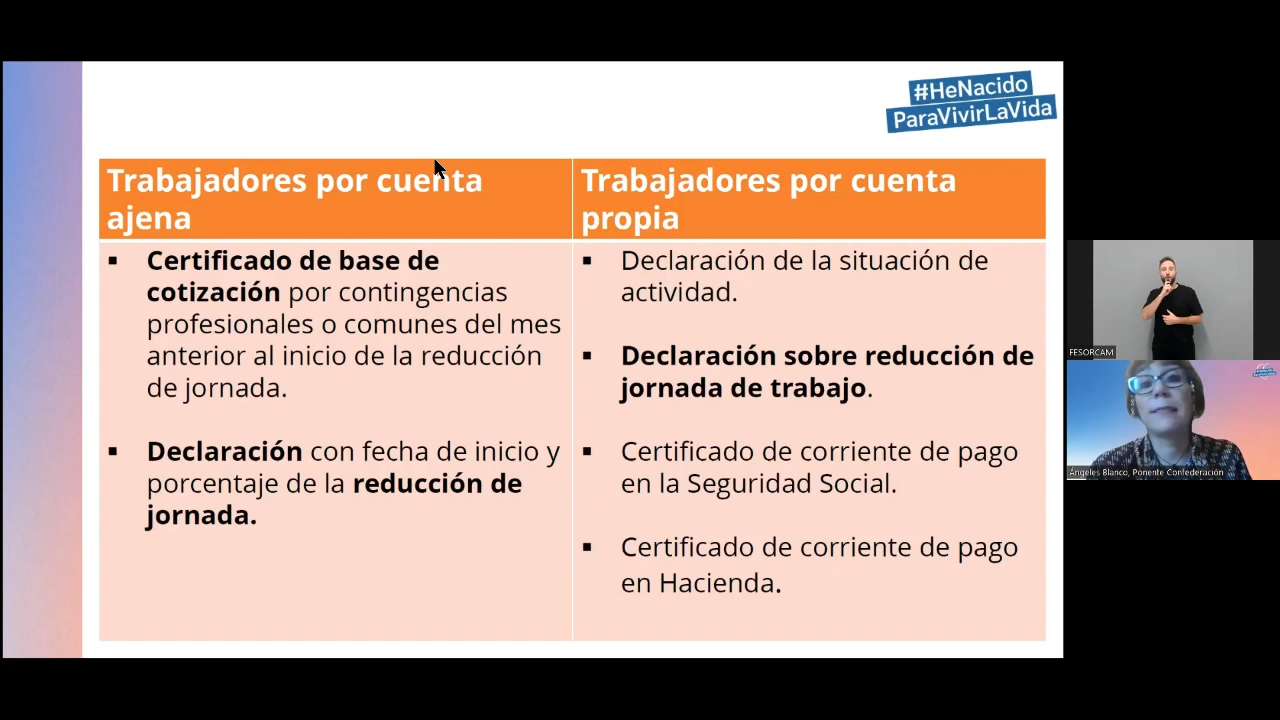 #HeNacido
ParaVivirLaVida
Trabajadores por cuenta
ajena
Trabajadores por cuenta
propia
▪ Certificado de base de
cotización por contingencias
profesionales o comunes del mes
anterior al inicio de la reducción
de jornada.
▪ Declaración con fecha de inicio y
porcentaje de la reducción de
jornada.
▪ Declaración de la situación de
actividad.
▪ Declaración sobre reducción de
jornada de trabajo.
▪ Certificado de corriente de pago
en la Seguridad Social.
▪ Certificado de corriente de pago
en Hacienda.
FESORCAM
Ángeles Blanco, Ponente Confederación